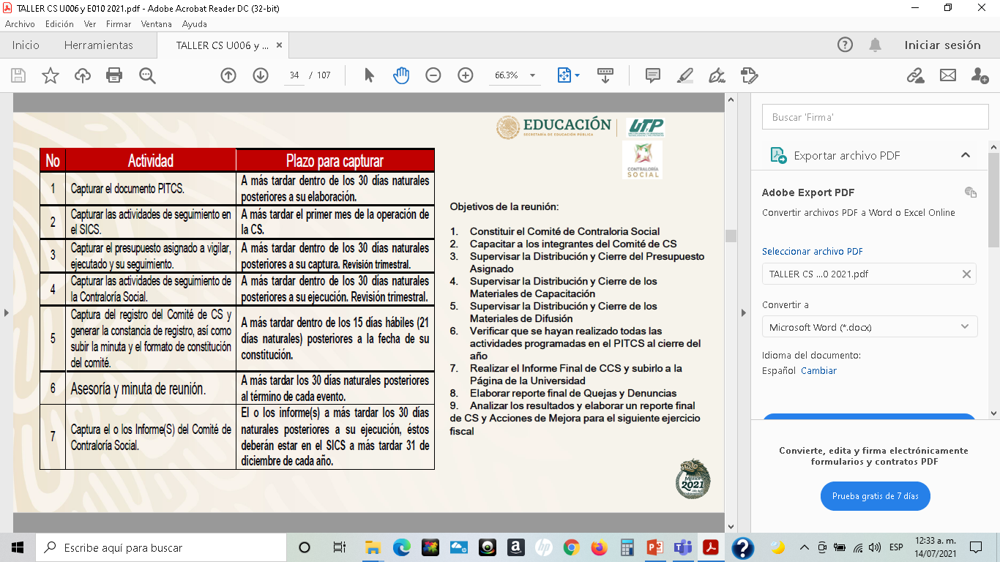 TALLER CS U006 y E010 2021.pdf - Adobe Acrobat Reader DC (32-bit)
Archivo Edición Ver Firmar Ventana Ayuda
Inicio Herramientas TALLER CS U006 y ... Iniciar sesión
34 / 107 66.3%
EDUCACIÓN
SECRETARÍA DE EDUCACIÓN PÚBLICA
UTP
CONTRALORÍA
SOCIAL
No Actividad Plazo para capturar
1 Capturar el documento PITCS.
A más tardar dentro de los 30 días naturales
posteriores a su elaboración.
2 Capturar las actividades de seguimiento en
el SICS.
A más tardar el primer mes de la operación de
la CS.
3 Capturar el presupuesto asignado a vigilar,
ejecutado y su seguimiento.
A más tardar dentro de los 30 días naturales
posteriores a su captura. Revisión trimestral.
4 Capturar las actividades de seguimiento de
la Contraloría Social.
A más tardar dentro de los 30 días naturales
posteriores a su ejecución. Revisión trimestral.
5 Captura del registro del Comité de CS y
generar la constancia de registro, así como
subir la minuta y el formato de constitución
del comité.
A más tardar dentro de los 15 días hábiles (21
días naturales) posteriores a la fecha de su
constitución.
6 Asesoría y minuta de reunión.
A más tardar los 30 días naturales posteriores
al término de cada evento.
7 Captura el o los Informe(S) del Comité de
Contraloría Social.
El o los informe(s) a más tardar los 30 días
naturales posteriores a su ejecución, éstos
deberán estar en el SICS a más tardar 31 de
diciembre de cada año.
Objetivos de la reunión:
1. Constituir el Comité de Contraloria Social
2. Capacitar a los integrantes del Comité de CS
3. Supervisar la Distribución y Cierre del Presupuesto
Asignado
4. Supervisar la Distribución y Cierre de los
Materiales de Capacitación
5. Supervisar la Distribución y Cierre de los
Materiales de Difusión
6. Verificar que se hayan realizado todas las
actividades programadas en el PITCS al cierre del
año
7. Realizar el Informe Final de CCS y subirlo a la
Página de la Universidad
8. Elaborar reporte final de Quejas y Denuncias
9. Analizar los resultados y elaborar un reporte final
de CS y Acciones de Mejora para el siguiente ejercicio
fiscal
México
2021
Buscar 'Firma'
Exportar archivo PDF
Adobe Export PDF
Convertir archivos PDF a Word o Excel Online
Seleccionar archivo PDF
TALLER CS ...0 2021.pdf
Convertir a
Microsoft Word (*.docx)
Idioma del documento:
Español Cambiar
Convierte, edita y firma electrónicamente
formularios y contratos PDF
Prueba gratis de 7 días
Escribe aquí para buscar
ESP
12:33 a. m.
14/07/2021